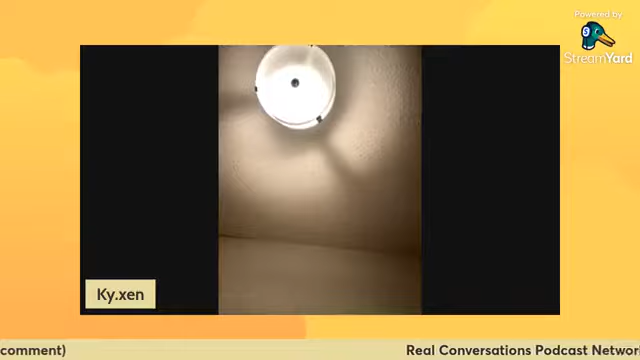 Powered by
StreamYard
Ky.xen
comment)
Real Conversations Podcast Networ